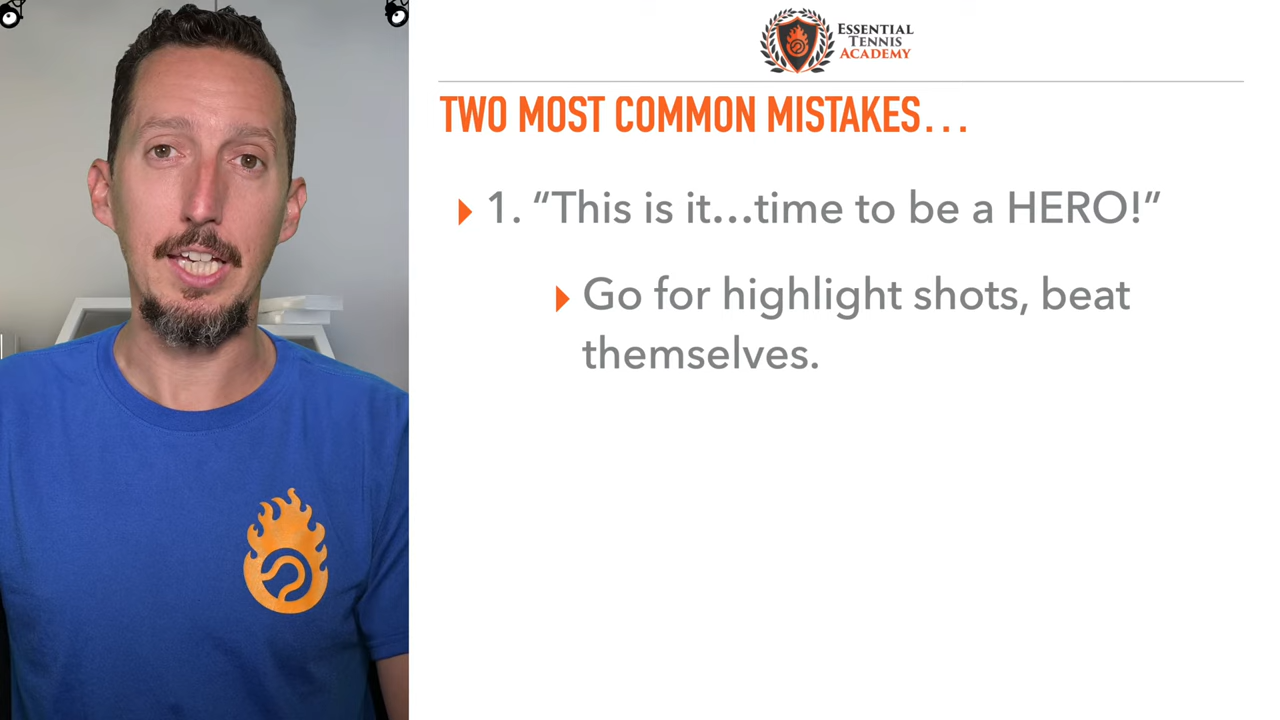 ESSENTIAL
TENNIS
ACADEMY
TWO MOST COMMON MISTAKES...
1. “This is it...time to be a HERO!”
Go for highlight shots, beat
themselves.